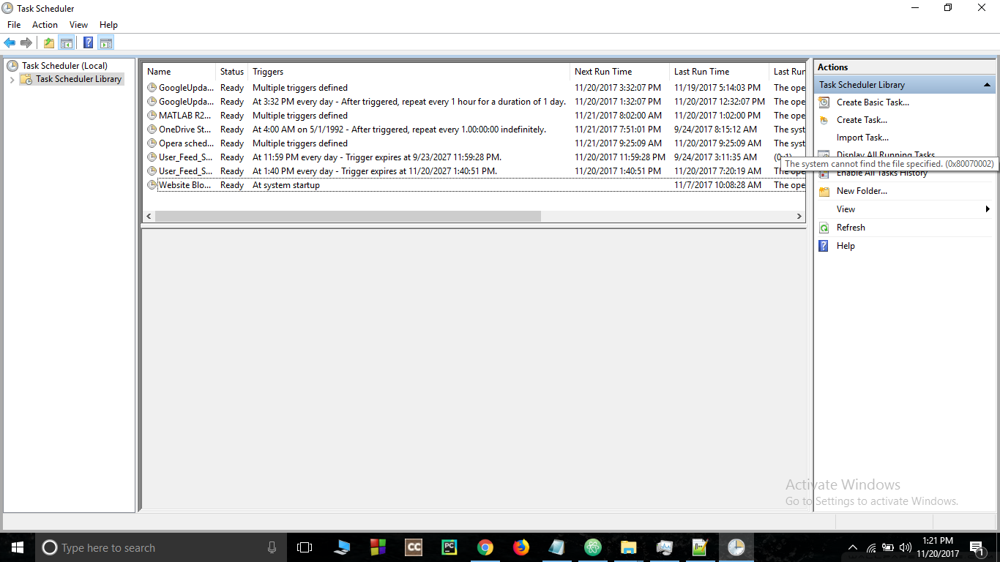 Task Scheduler
File Action View Help
Task Scheduler (Local)
Task Scheduler Library
Name Status Triggers Next Run Time Last Run Time Last Run
GoogleUpda... Ready Multiple triggers defined 11/20/2017 3:32:07 PM 11/19/2017 5:14:03 PM The ope
GoogleUpda... Ready At 3:32 PM every day - After triggered, repeat every 1 hour for a duration of 1 day. 11/20/2017 1:32:07 PM 11/20/2017 12:32:07 PM The ope
MATLAB R2... Ready Multiple triggers defined 11/21/2017 8:02:00 AM 11/20/2017 1:02:00 PM The ope
OneDrive St... Ready At 4:00 AM on 5/1/1992 - After triggered, repeat every 1.00:00:00 indefinitely. 11/21/2017 7:51:01 PM 9/24/2017 8:15:12 AM The syst
Opera sched... Ready Multiple triggers defined 11/21/2017 9:25:09 AM 11/20/2017 9:25:09 AM The syst
User_Feed_S... Ready At 11:59 PM every day - Trigger expires at 9/23/2027 11:59:28 PM. 11/20/2017 11:59:28 PM 9/24/2017 3:11:35 AM
User_Feed_S... Ready At 1:40 PM every day - Trigger expires at 11/20/2027 1:40:51 PM. 11/20/2017 1:40:51 PM 11/20/2017 7:20:19 AM The ope
Website Blo... Ready At system startup 11/7/2017 10:08:28 AM The ope
Actions
Task Scheduler Library
Create Basic Task...
Create Task...
Import Task...
Display All Running Tasks
The system cannot find the file specified. (0x80070002)
Enable All Tasks History
New Folder...
View
Refresh
Help
Activate Windows
Go to Settings to activate Windows.
Type here to search
CC
PC
1:21 PM
11/20/2017
1